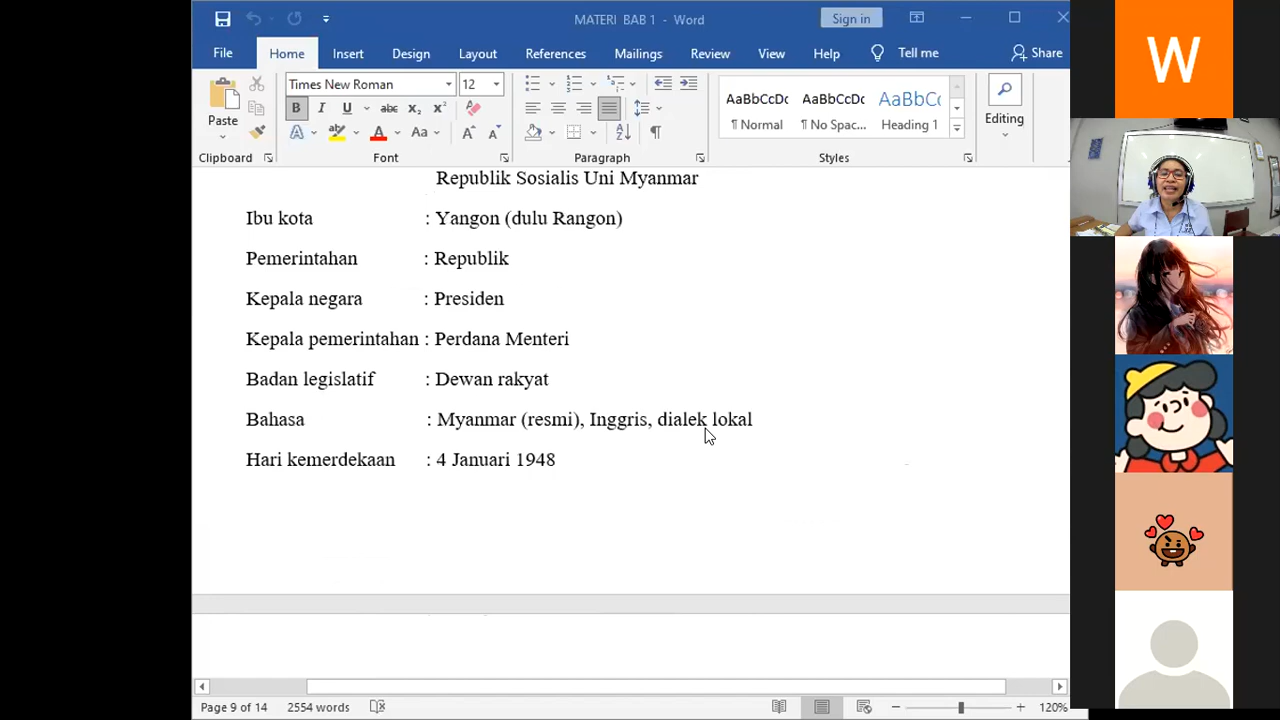 MATERI BAB 1 - Word
Sign in
File Home Insert Design Layout References Mailings Review View Help Tell me Share
Times New Roman 12
AaBbCcDc AaBbCcDc AaBbCc
Paste
B I U abc X₂ X² 
¶ Normal ¶ No Spac... Heading 1
Editing
A A Aa A A
Clipboard Font Paragraph Styles
W
Republik Sosialis Uni Myanmar
Ibu kota : Yangon (dulu Rangon)
Pemerintahan : Republik
Kepala negara : Presiden
Kepala pemerintahan : Perdana Menteri
Badan legislatif : Dewan rakyat
Bahasa : Myanmar (resmi), Inggris, dialek lokal
Hari kemerdekaan : 4 Januari 1948
Page 9 of 14 2554 words 120%